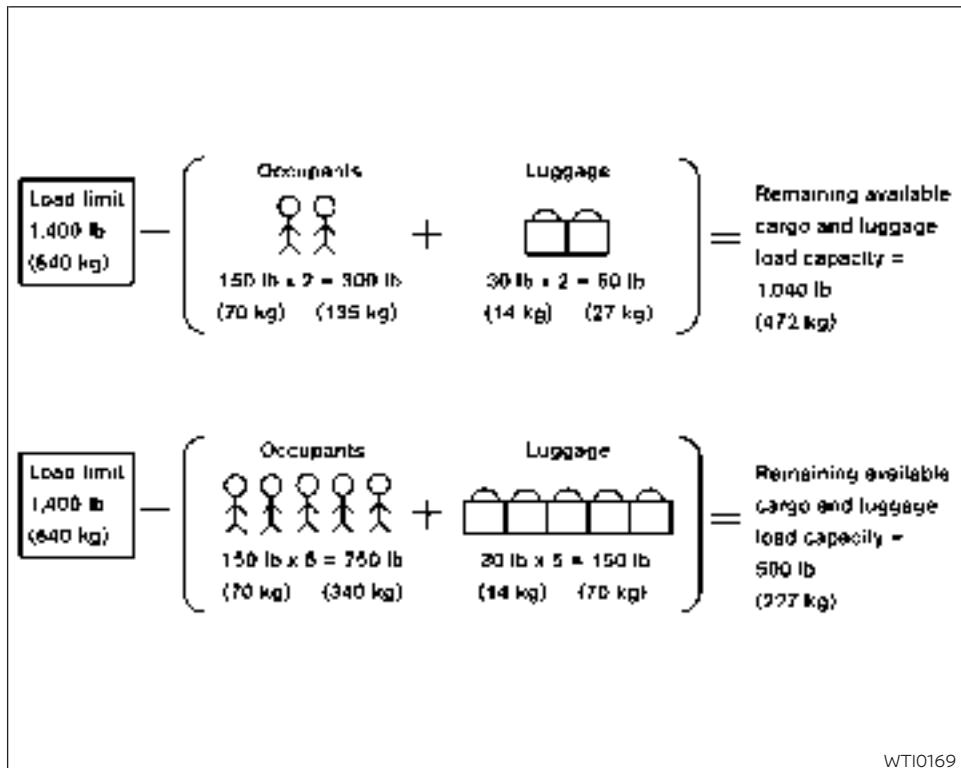 Load limit
1,400 lb
(640 kg)
−
Occupants
150 lb x 2 = 300 lb
(70 kg) (135 kg)
+
Luggage
30 lb x 2 = 60 lb
(14 kg) (27 kg)
=
Remaining available
cargo and luggage
load capacity =
1,040 lb
(472 kg)
Load limit
1,400 lb
(640 kg)
−
Occupants
150 lb x 5 = 750 lb
(70 kg) (340 kg)
+
Luggage
30 lb x 5 = 150 lb
(14 kg) (70 kg)
=
Remaining available
cargo and luggage
load capacity =
500 lb
(227 kg)
WTI0169